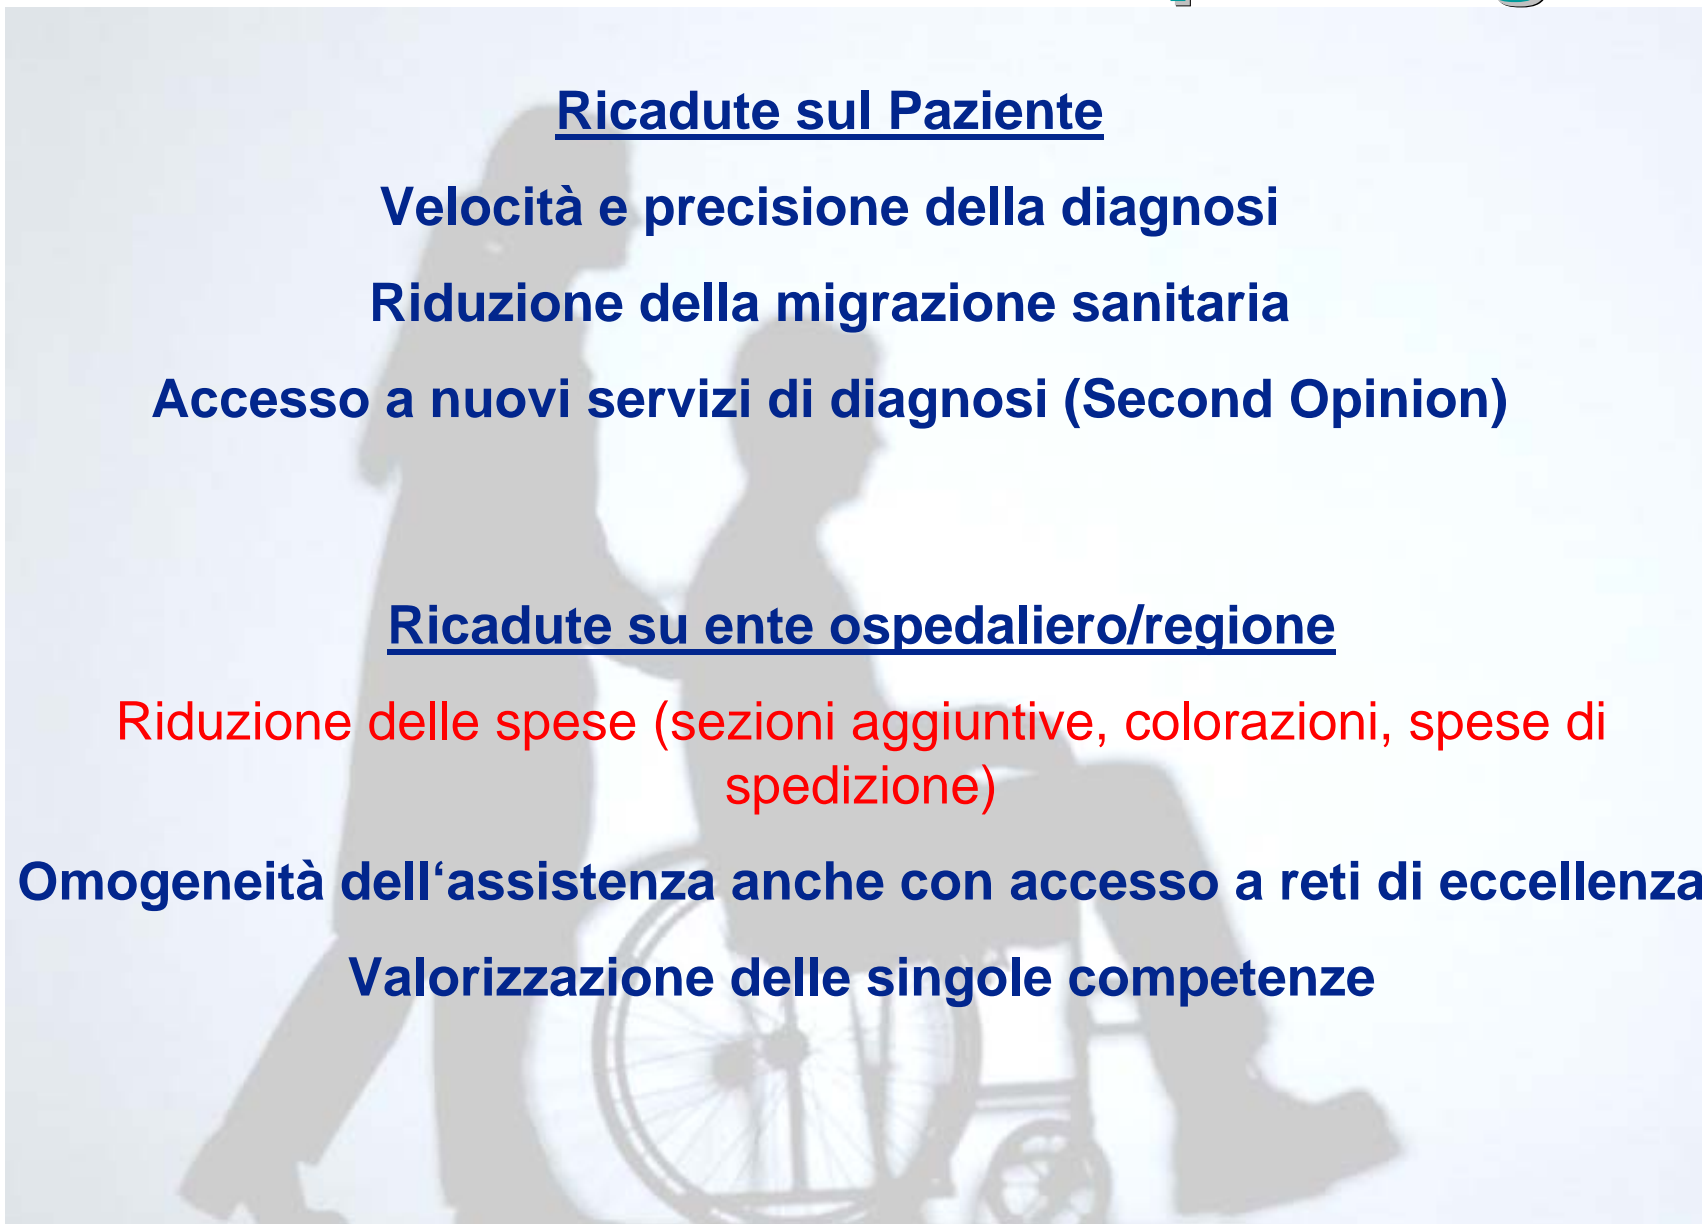 Ricadute sul Paziente
Velocità e precisione della diagnosi
Riduzione della migrazione sanitaria
Accesso a nuovi servizi di diagnosi (Second Opinion)
Ricadute su ente ospedaliero/regione
Riduzione delle spese (sezioni aggiuntive, colorazioni, spese di
spedizione)
Omogeneità dell‘assistenza anche con accesso a reti di eccellenza
Valorizzazione delle singole competenze